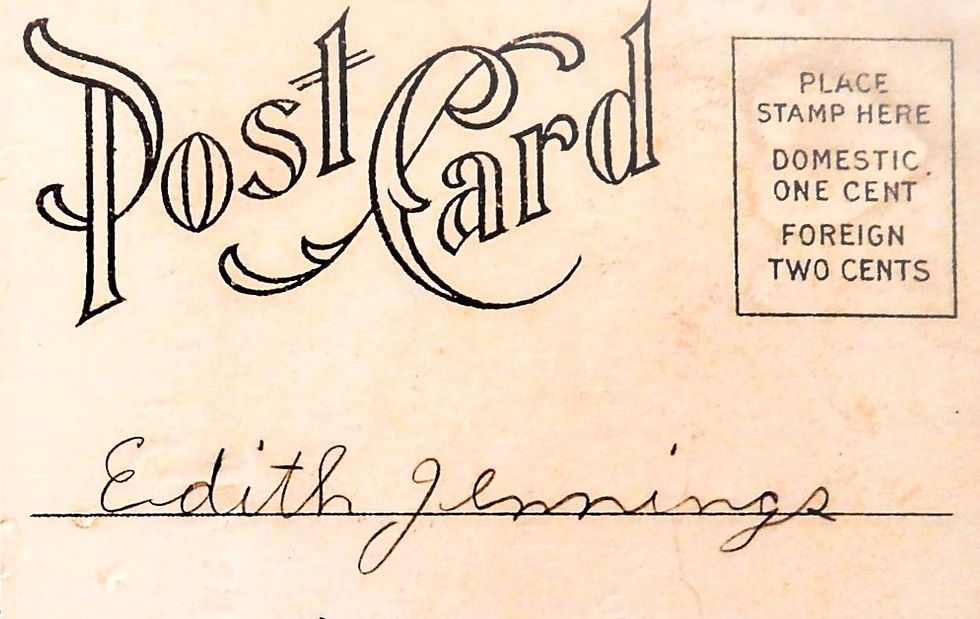 Post Card
PLACE
STAMP HERE
DOMESTIC.
ONE CENT
FOREIGN
TWO CENTS
Edith Jennings